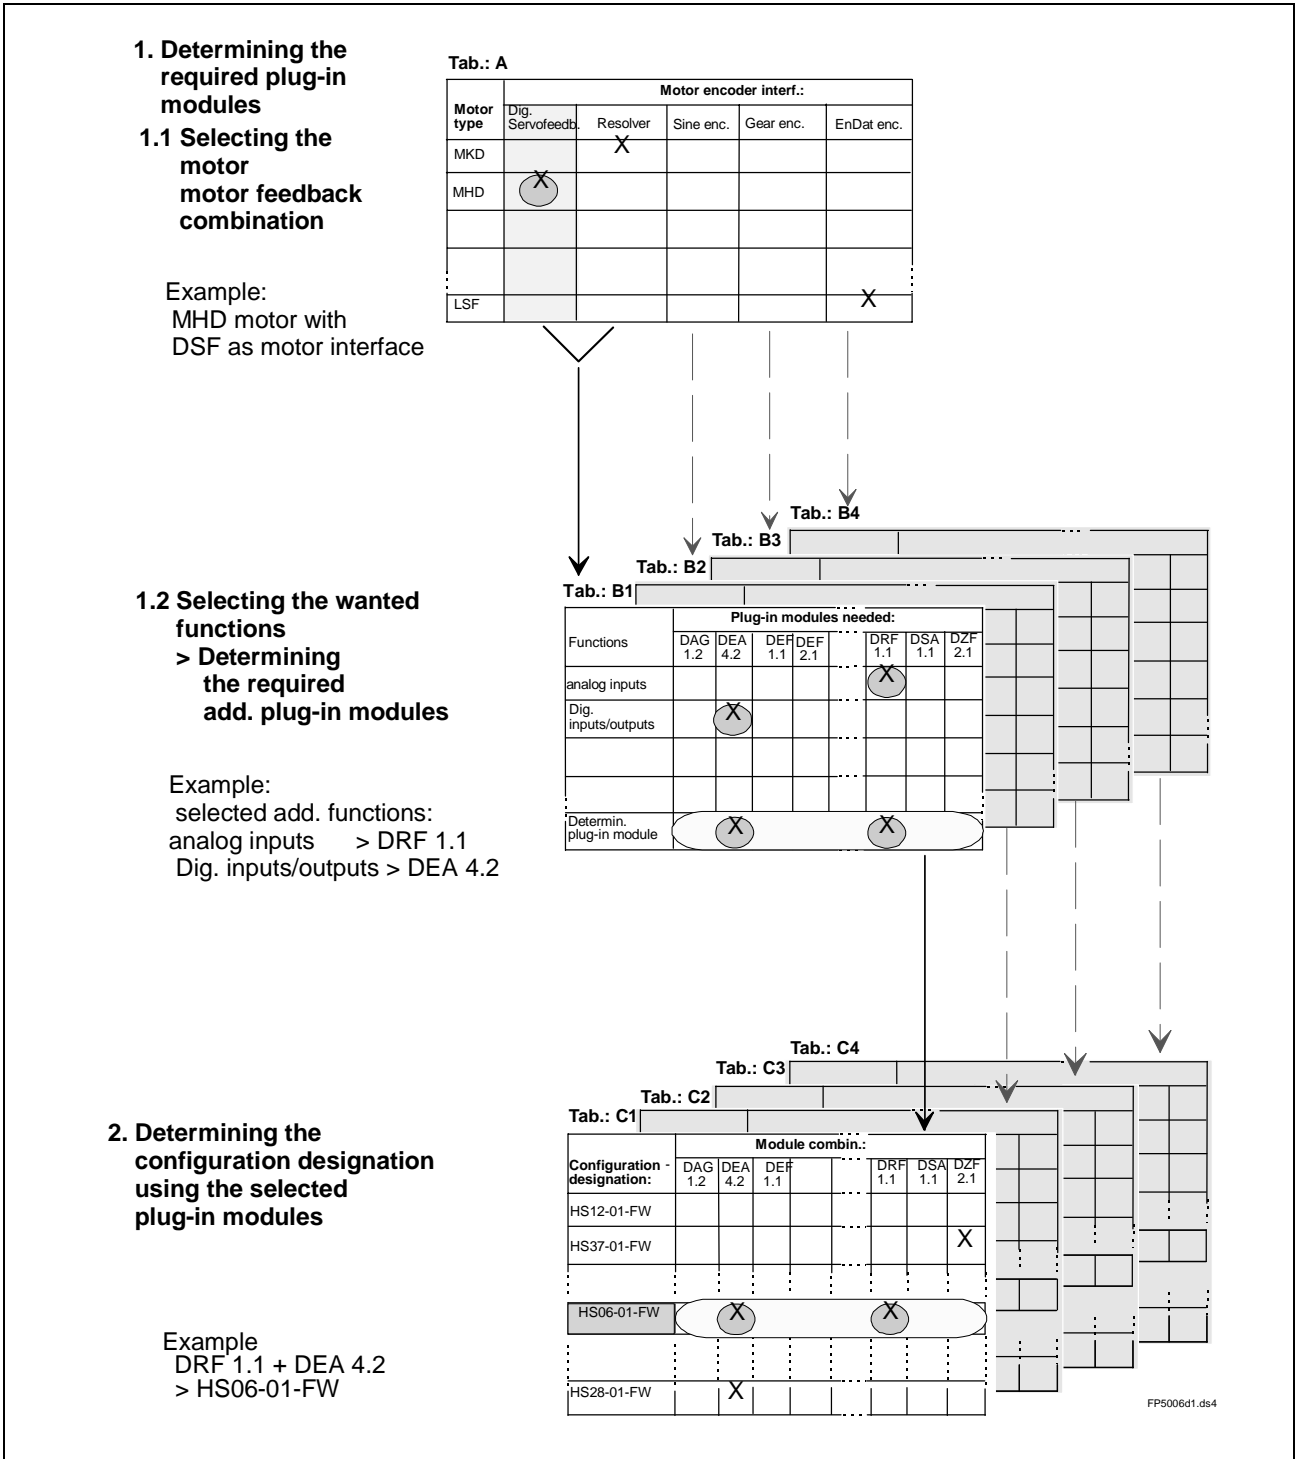 1. Determining the
required plug-in
modules
1.1 Selecting the
motor
motor feedback
combination
Example:
MHD motor with
DSF as motor interface
Tab.: A
Motor encoder interf.:
Motor
type
Dig.
Servofeedb.
Resolver
Sine enc.
Gear enc.
EnDat enc.
MKD
X
MHD
X
LSF
X
1.2 Selecting the wanted
functions
> Determining
the required
add. plug-in modules
Example:
selected add. functions:
analog inputs > DRF 1.1
Dig. inputs/outputs > DEA 4.2
Tab.: B4
Tab.: B3
Tab.: B2
Tab.: B1
Plug-in modules needed:
Functions
DAG
1.2
DEA
4.2
DEF
1.1
DEF
2.1
DRF
1.1
DSA
1.1
DZF
2.1
analog inputs
X
Dig.
inputs/outputs
X
Determin.
plug-in module
X
X
2. Determining the
configuration designation
using the selected
plug-in modules
Example
DRF 1.1 + DEA 4.2
> HS06-01-FW
Tab.: C4
Tab.: C3
Tab.: C2
Tab.: C1
Module combin.:
Configuration -
designation:
DAG
1.2
DEA
4.2
DEF
1.1
DRF
1.1
DSA
1.1
DZF
2.1
HS12-01-FW
HS37-01-FW
X
HS06-01-FW
X
X
HS28-01-FW
X
FP5006d1.ds4